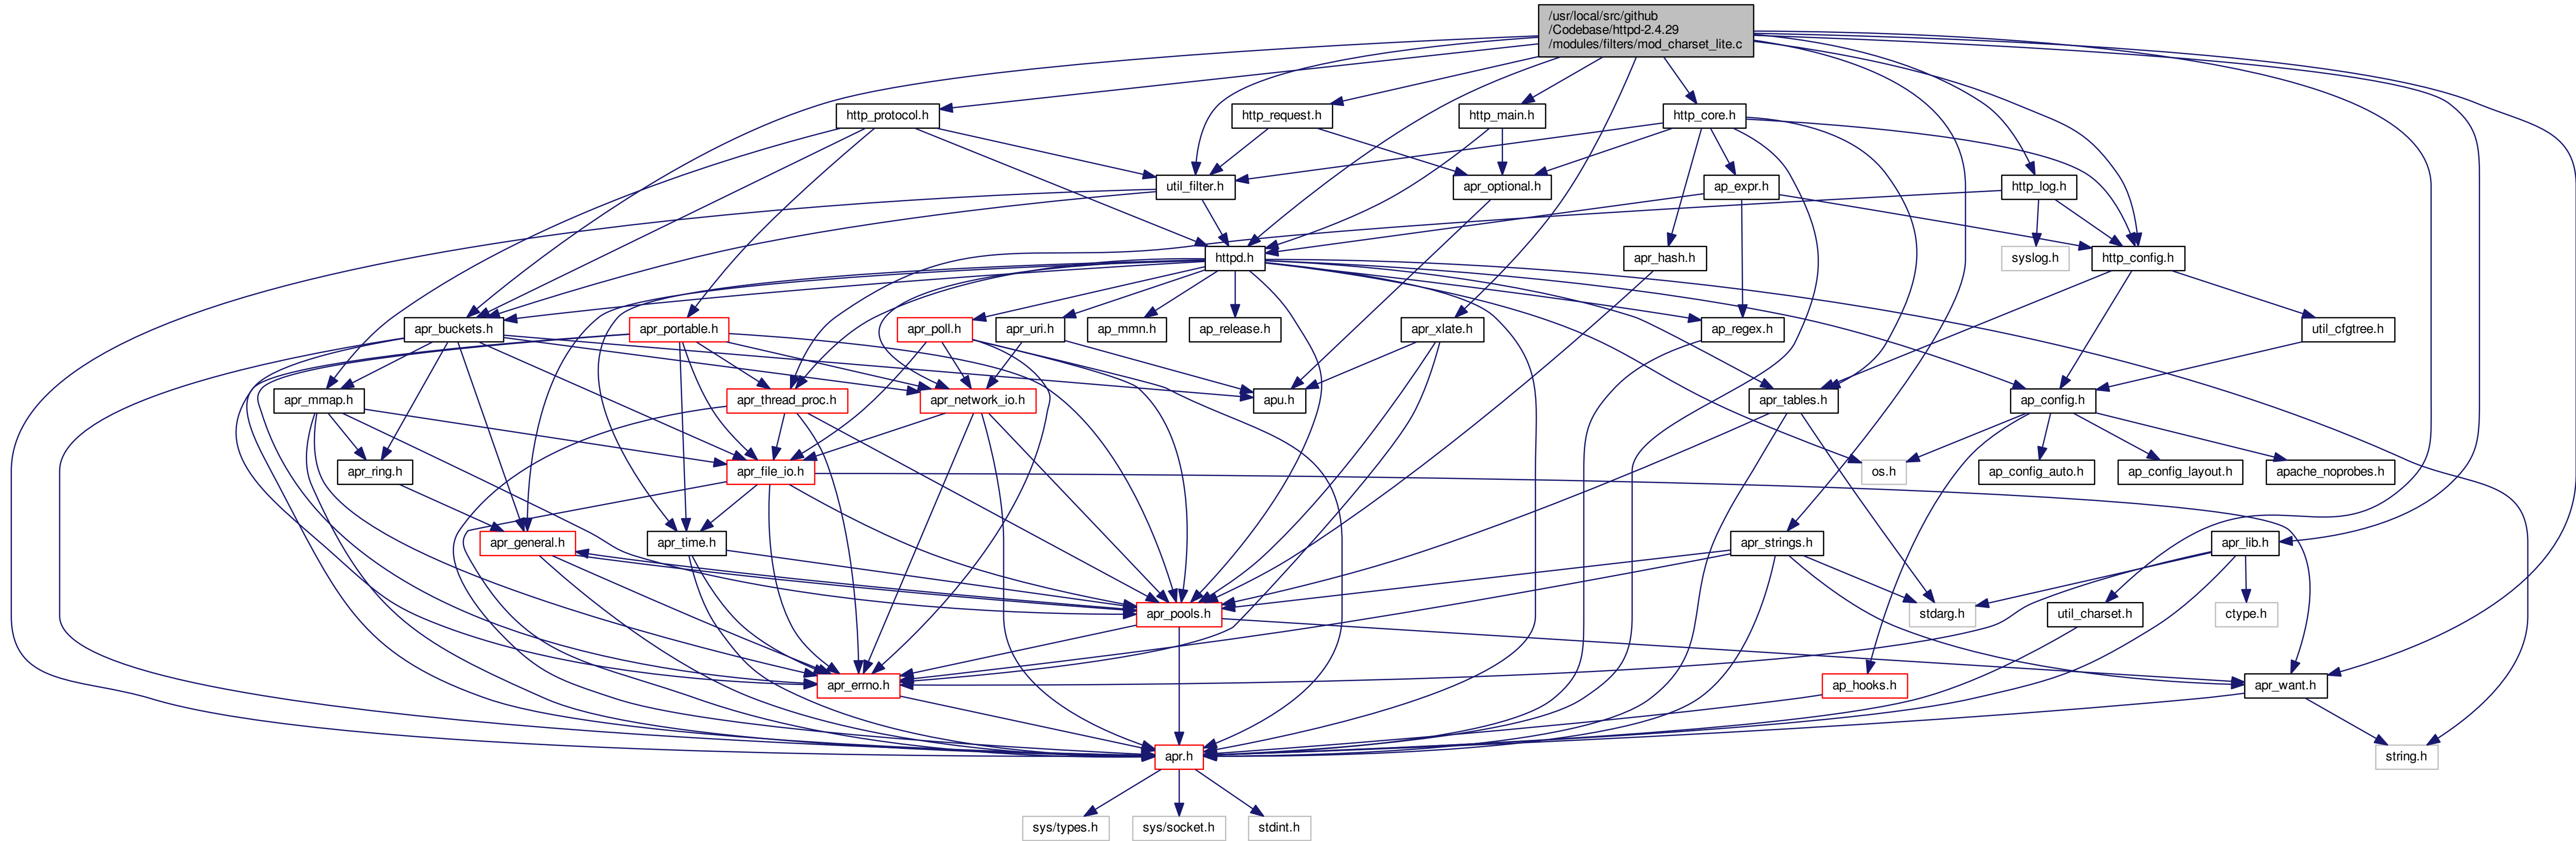 /usr/local/src/github
/Codebase/httpd-2.4.29
/modules/filters/mod_charset_lite.c
http_protocol.h
http_request.h
http_main.h
http_core.h
util_filter.h
apr_optional.h
ap_expr.h
http_log.h
httpd.h
apr_hash.h
syslog.h
http_config.h
apr_buckets.h
apr_portable.h
apr_poll.h
apr_uri.h
ap_mmn.h
ap_release.h
apr_xlate.h
ap_regex.h
util_cfgtree.h
apr_mmap.h
apr_thread_proc.h
apr_network_io.h
apu.h
apr_tables.h
ap_config.h
apr_ring.h
apr_file_io.h
os.h
ap_config_auto.h
ap_config_layout.h
apache_noprobes.h
apr_general.h
apr_time.h
apr_strings.h
apr_lib.h
apr_pools.h
stdarg.h
util_charset.h
ctype.h
apr_errno.h
ap_hooks.h
apr_want.h
apr.h
string.h
sys/types.h
sys/socket.h
stdint.h